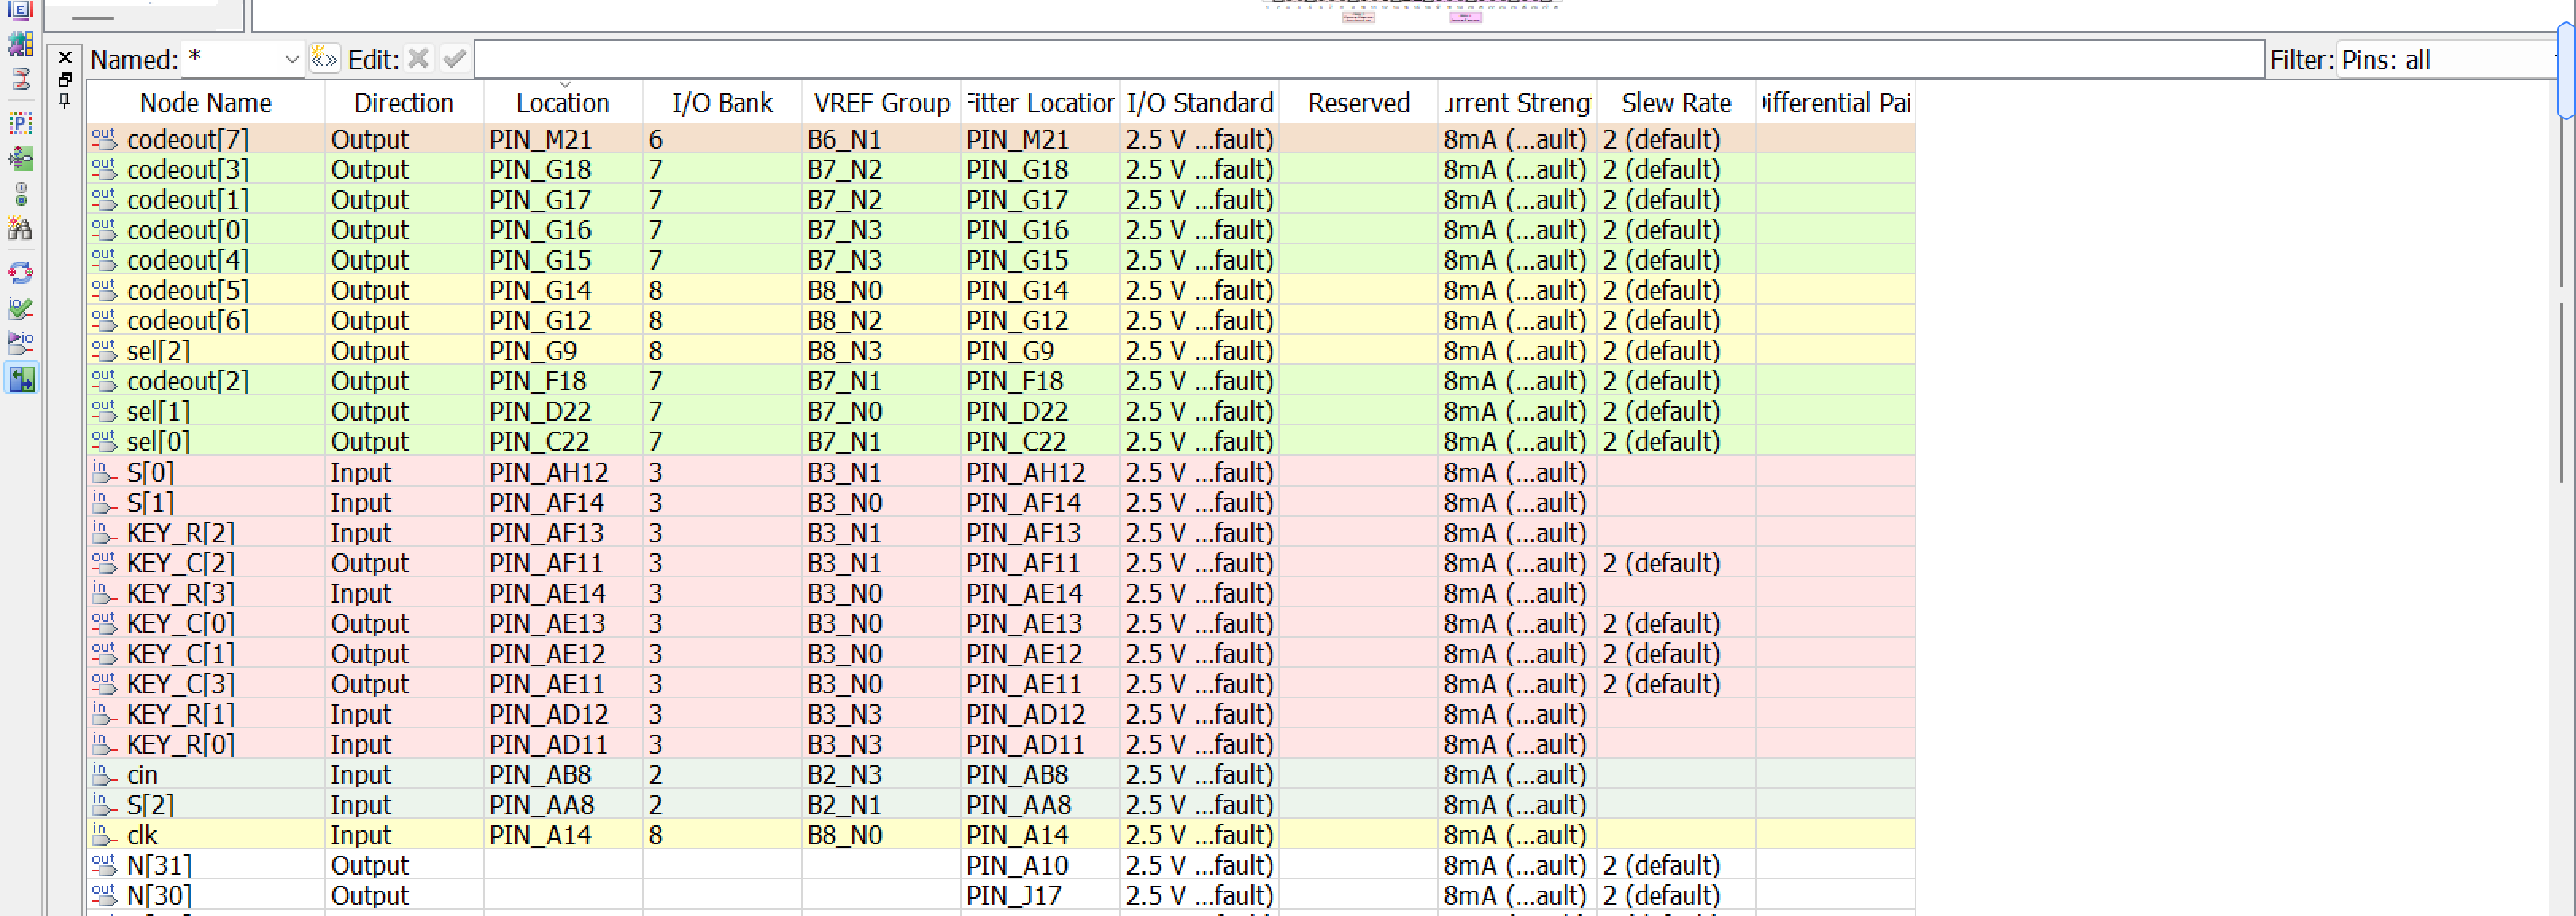 Named: * «» Edit: Filter: Pins: all
Node Name Direction Location I/O Bank VREF Group Fitter Location I/O Standard Reserved urrent Streng Slew Rate ifferential Pai
out codeout[7] Output PIN_M21 6 B6_N1 PIN_M21 2.5 V ...fault) 8mA (...ault) 2 (default)
out codeout[3] Output PIN_G18 7 B7_N2 PIN_G18 2.5 V ...fault) 8mA (...ault) 2 (default)
out codeout[1] Output PIN_G17 7 B7_N2 PIN_G17 2.5 V ...fault) 8mA (...ault) 2 (default)
out codeout[0] Output PIN_G16 7 B7_N3 PIN_G16 2.5 V ...fault) 8mA (...ault) 2 (default)
out codeout[4] Output PIN_G15 7 B7_N3 PIN_G15 2.5 V ...fault) 8mA (...ault) 2 (default)
out codeout[5] Output PIN_G14 8 B8_N0 PIN_G14 2.5 V ...fault) 8mA (...ault) 2 (default)
out codeout[6] Output PIN_G12 8 B8_N2 PIN_G12 2.5 V ...fault) 8mA (...ault) 2 (default)
out sel[2] Output PIN_G9 8 B8_N3 PIN_G9 2.5 V ...fault) 8mA (...ault) 2 (default)
out codeout[2] Output PIN_F18 7 B7_N1 PIN_F18 2.5 V ...fault) 8mA (...ault) 2 (default)
out sel[1] Output PIN_D22 7 B7_N0 PIN_D22 2.5 V ...fault) 8mA (...ault) 2 (default)
out sel[0] Output PIN_C22 7 B7_N1 PIN_C22 2.5 V ...fault) 8mA (...ault) 2 (default)
in S[0] Input PIN_AH12 3 B3_N1 PIN_AH12 2.5 V ...fault) 8mA (...ault)
in S[1] Input PIN_AF14 3 B3_N0 PIN_AF14 2.5 V ...fault) 8mA (...ault)
in KEY_R[2] Input PIN_AF13 3 B3_N1 PIN_AF13 2.5 V ...fault) 8mA (...ault)
out KEY_C[2] Output PIN_AF11 3 B3_N1 PIN_AF11 2.5 V ...fault) 8mA (...ault) 2 (default)
in KEY_R[3] Input PIN_AE14 3 B3_N0 PIN_AE14 2.5 V ...fault) 8mA (...ault)
out KEY_C[0] Output PIN_AE13 3 B3_N0 PIN_AE13 2.5 V ...fault) 8mA (...ault) 2 (default)
out KEY_C[1] Output PIN_AE12 3 B3_N0 PIN_AE12 2.5 V ...fault) 8mA (...ault) 2 (default)
out KEY_C[3] Output PIN_AE11 3 B3_N0 PIN_AE11 2.5 V ...fault) 8mA (...ault) 2 (default)
in KEY_R[1] Input PIN_AD12 3 B3_N3 PIN_AD12 2.5 V ...fault) 8mA (...ault)
in KEY_R[0] Input PIN_AD11 3 B3_N3 PIN_AD11 2.5 V ...fault) 8mA (...ault)
in cin Input PIN_AB8 2 B2_N3 PIN_AB8 2.5 V ...fault) 8mA (...ault)
in S[2] Input PIN_AA8 2 B2_N1 PIN_AA8 2.5 V ...fault) 8mA (...ault)
in clk Input PIN_A14 8 B8_N0 PIN_A14 2.5 V ...fault) 8mA (...ault)
out N[31] Output PIN_A10 2.5 V ...fault) 8mA (...ault) 2 (default)
out N[30] Output PIN_J17 2.5 V ...fault) 8mA (...ault) 2 (default)